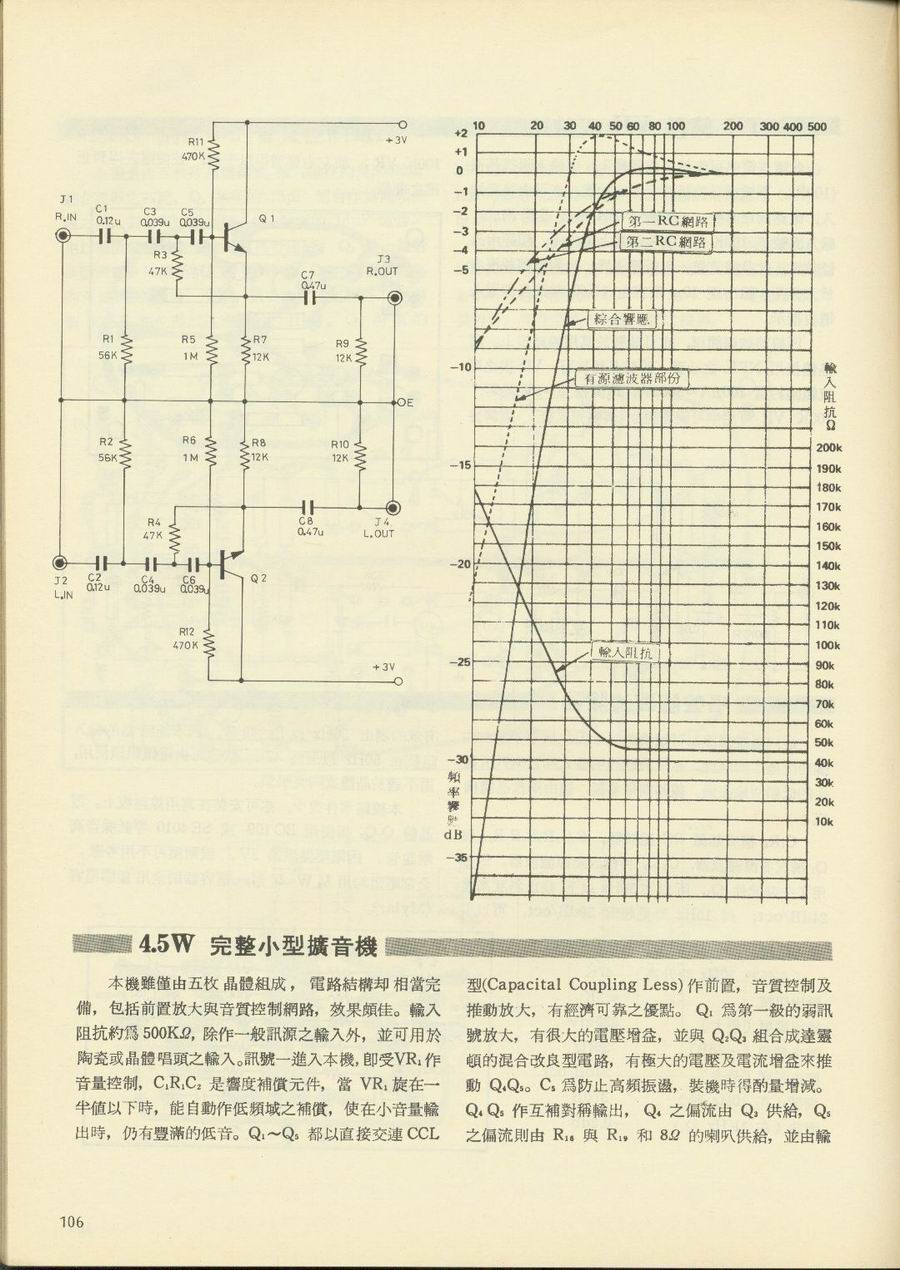 R11
470K
+3V
J1
R.IN
C1
0.12u
C3
0.039u
C5
0.039u
Q1
R3
47K
C7
0.47u
J3
R.OUT
R1
56K
R5
1M
R7
12K
R9
12K
E
R2
56K
R6
1M
R8
12K
R10
12K
R4
47K
C8
0.47u
J4
L.OUT
J2
L.IN
C2
0.12u
C4
0.039u
C6
0.039u
Q2
R12
470K
+3V
10 20 30 40 50 60 80 100 200 300 400 500
+2
+1
0
-1
-2
-3
-4
-5
-10
-15
-20
-25
-30
-35
頻率響應
dB
第一RC網路
第二RC網路
綜合響應
有源濾波器部份
輸入阻抗
輸入阻抗Ω
200k
190k
180k
170k
160k
150k
140k
130k
120k
110k
100k
90k
80k
70k
60k
50k
40k
30k
20k
10k
4.5W 完整小型擴音機
本機雖僅由五枚晶體組成，電路結構却相當完
備，包括前置放大與音質控制網路，效果頗佳。輸入
阻抗約爲500KΩ，除作一般訊源之輸入外，並可用於
陶瓷或晶體唱頭之輸入。訊號一進入本機，即受VR₁作
音量控制，C₁R₁C₂ 是響度補償元件，當 VR₁ 旋在一
半值以下時，能自動作低頻域之補償，使在小音量輸
出時，仍有豐滿的低音。Q₁～Q₅ 都以直接交連 CCL
型(Capacital Coupling Less) 作前置，音質控制及
推動放大，有經濟可靠之優點。Q₁ 爲第一級的弱訊
號放大，有很大的電壓增益，並與 Q₂Q₃ 組合成達靈
頓的混合改良型電路，有極大的電壓及電流增益來推
動 Q₄Q₅。C₅ 爲防止高頻振盪，裝機時得酌量增減。
Q₄ Q₅ 作互補對稱輸出，Q₄ 之偏流由 Q₃ 供給，Q₅
之偏流則由 R₁₈ 與 R₁₉ 和 8Ω 的喇叭供給，並由輸
106